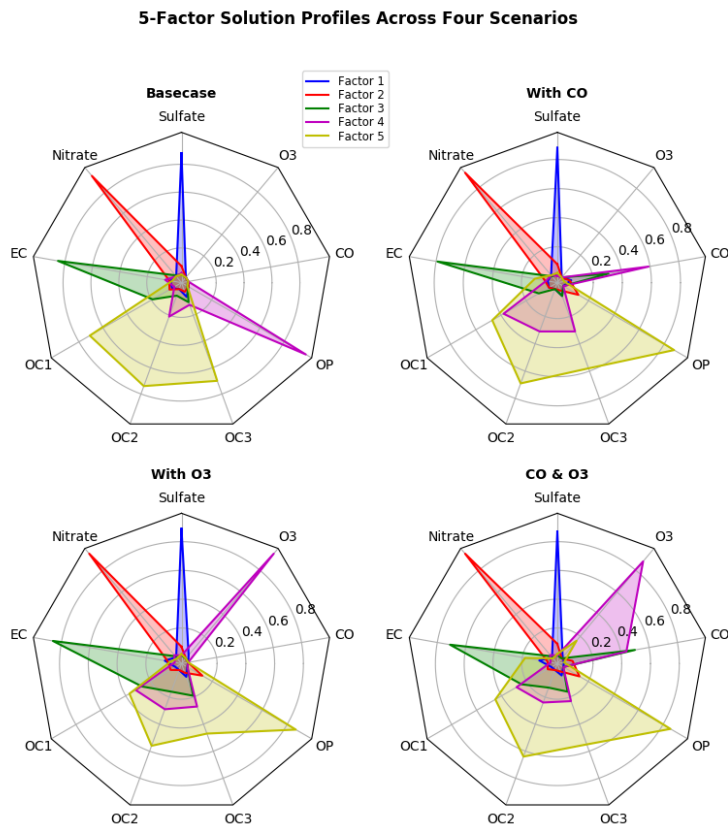 5-Factor Solution Profiles Across Four Scenarios
Factor 1
Factor 2
Factor 3
Factor 4
Factor 5
Basecase
Sulfate
Nitrate
O3
EC
CO
0.2
0.4
0.6
0.8
OC1
OP
OC2
OC3
With CO
Sulfate
Nitrate
O3
EC
CO
0.2
0.4
0.6
0.8
OC1
OP
OC2
OC3
With O3
Sulfate
Nitrate
O3
EC
CO
0.2
0.4
0.6
0.8
OC1
OP
OC2
OC3
CO & O3
Sulfate
Nitrate
O3
EC
CO
0.2
0.4
0.6
0.8
OC1
OP
OC2
OC3